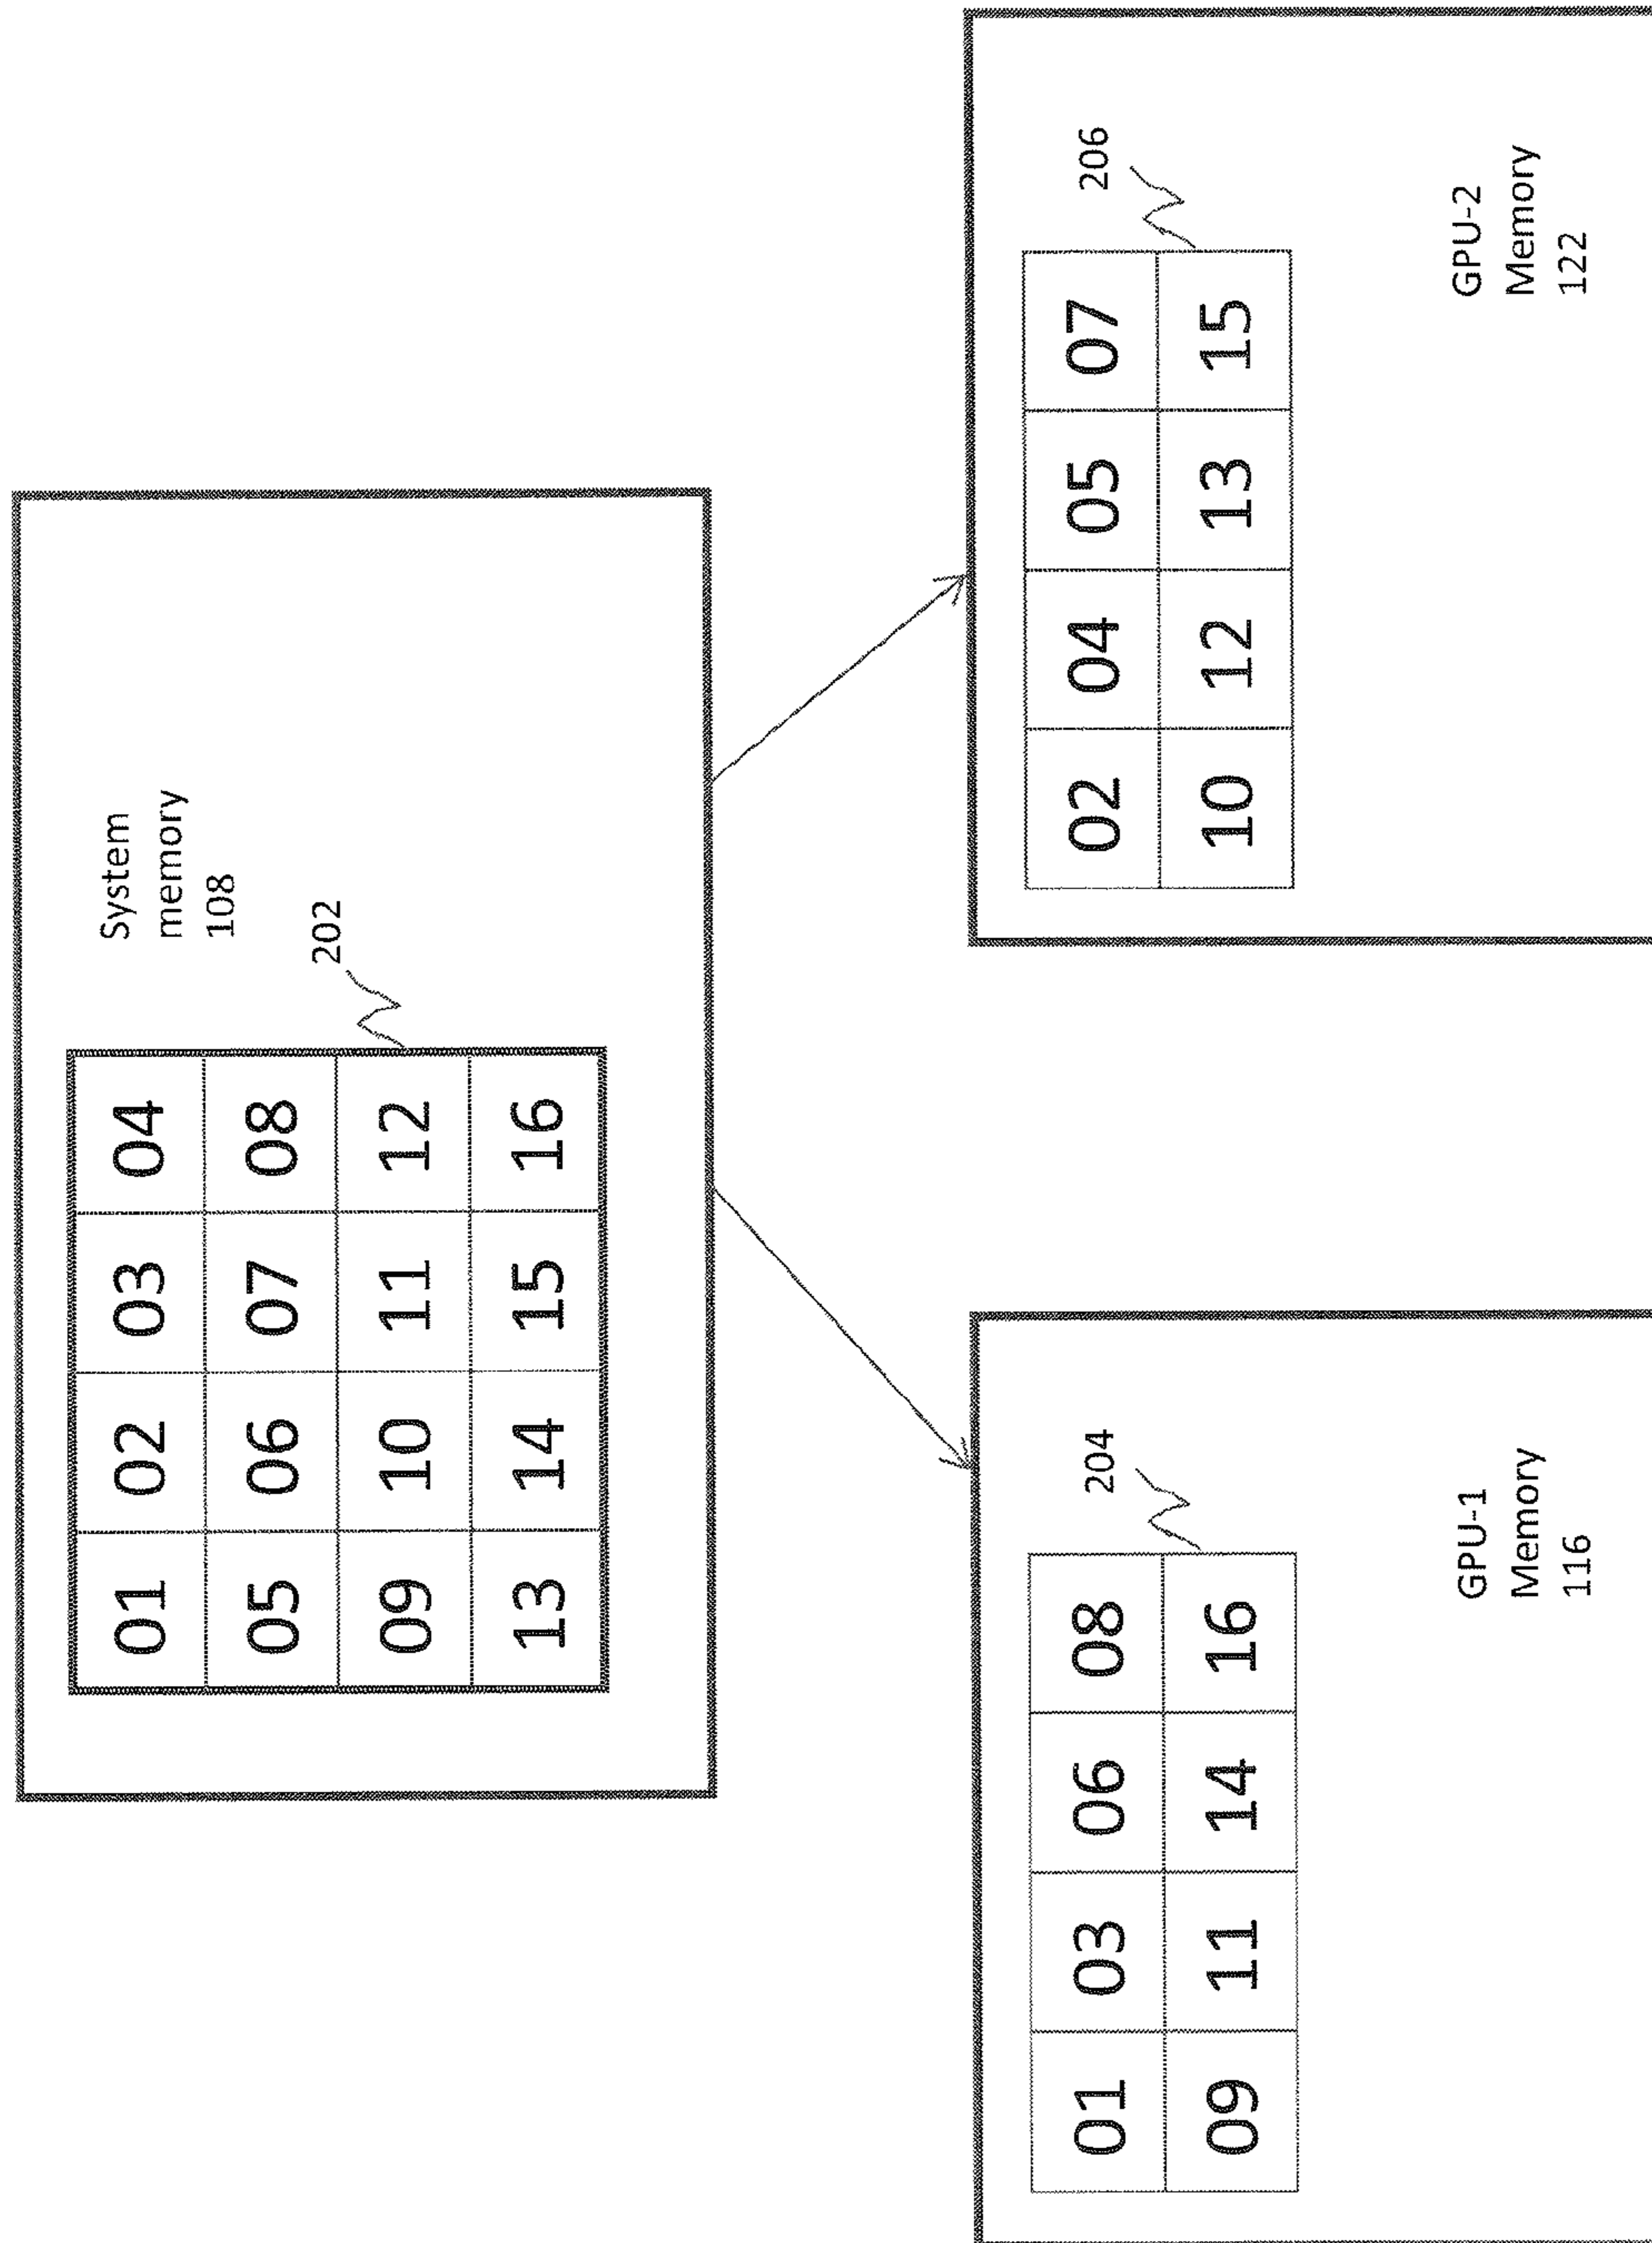 System
memory
108
202
01 02 03 04
05 06 07 08
09 10 11 12
13 14 15 16
204
01 03 06 08
09 11 14 16
GPU-1
Memory
116
206
02 04 05 07
10 12 13 15
GPU-2
Memory
122